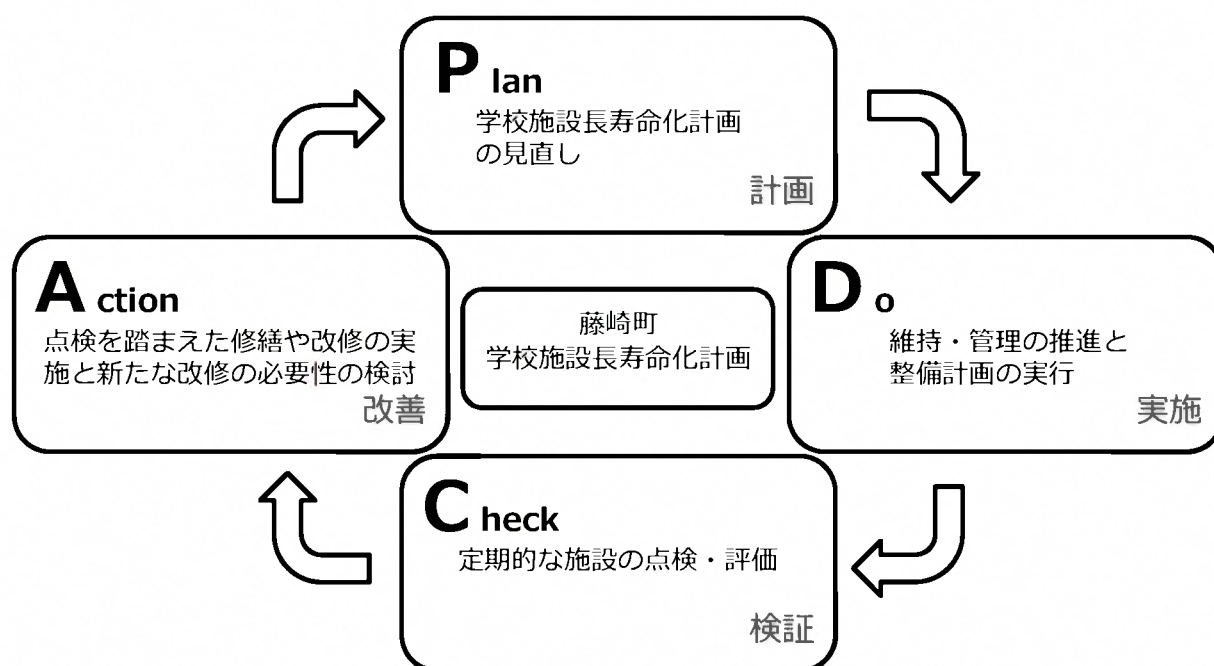 Plan
学校施設長寿命化計画
の見直し
計画
Action
点検を踏まえた修繕や改修の実
施と新たな改修の必要性の検討
改善
藤崎町
学校施設長寿命化計画
Do
維持・管理の推進と
整備計画の実行
実施
Check
定期的な施設の点検・評価
検証